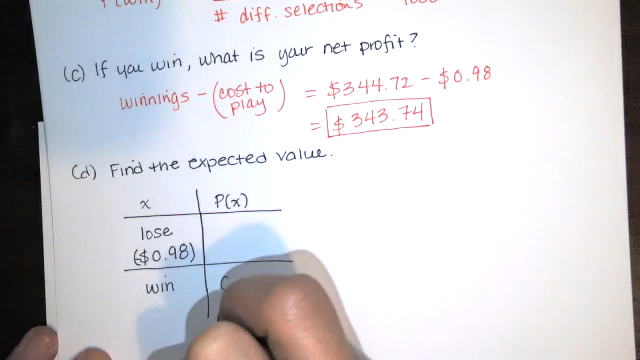 # diff. selections
(c) If you win, what is your net profit?
winnings - (cost to play) = $344.72 - $0.98
= $343.74
(d) Find the expected value.
x P(x)
lose
(-$0.98)
win